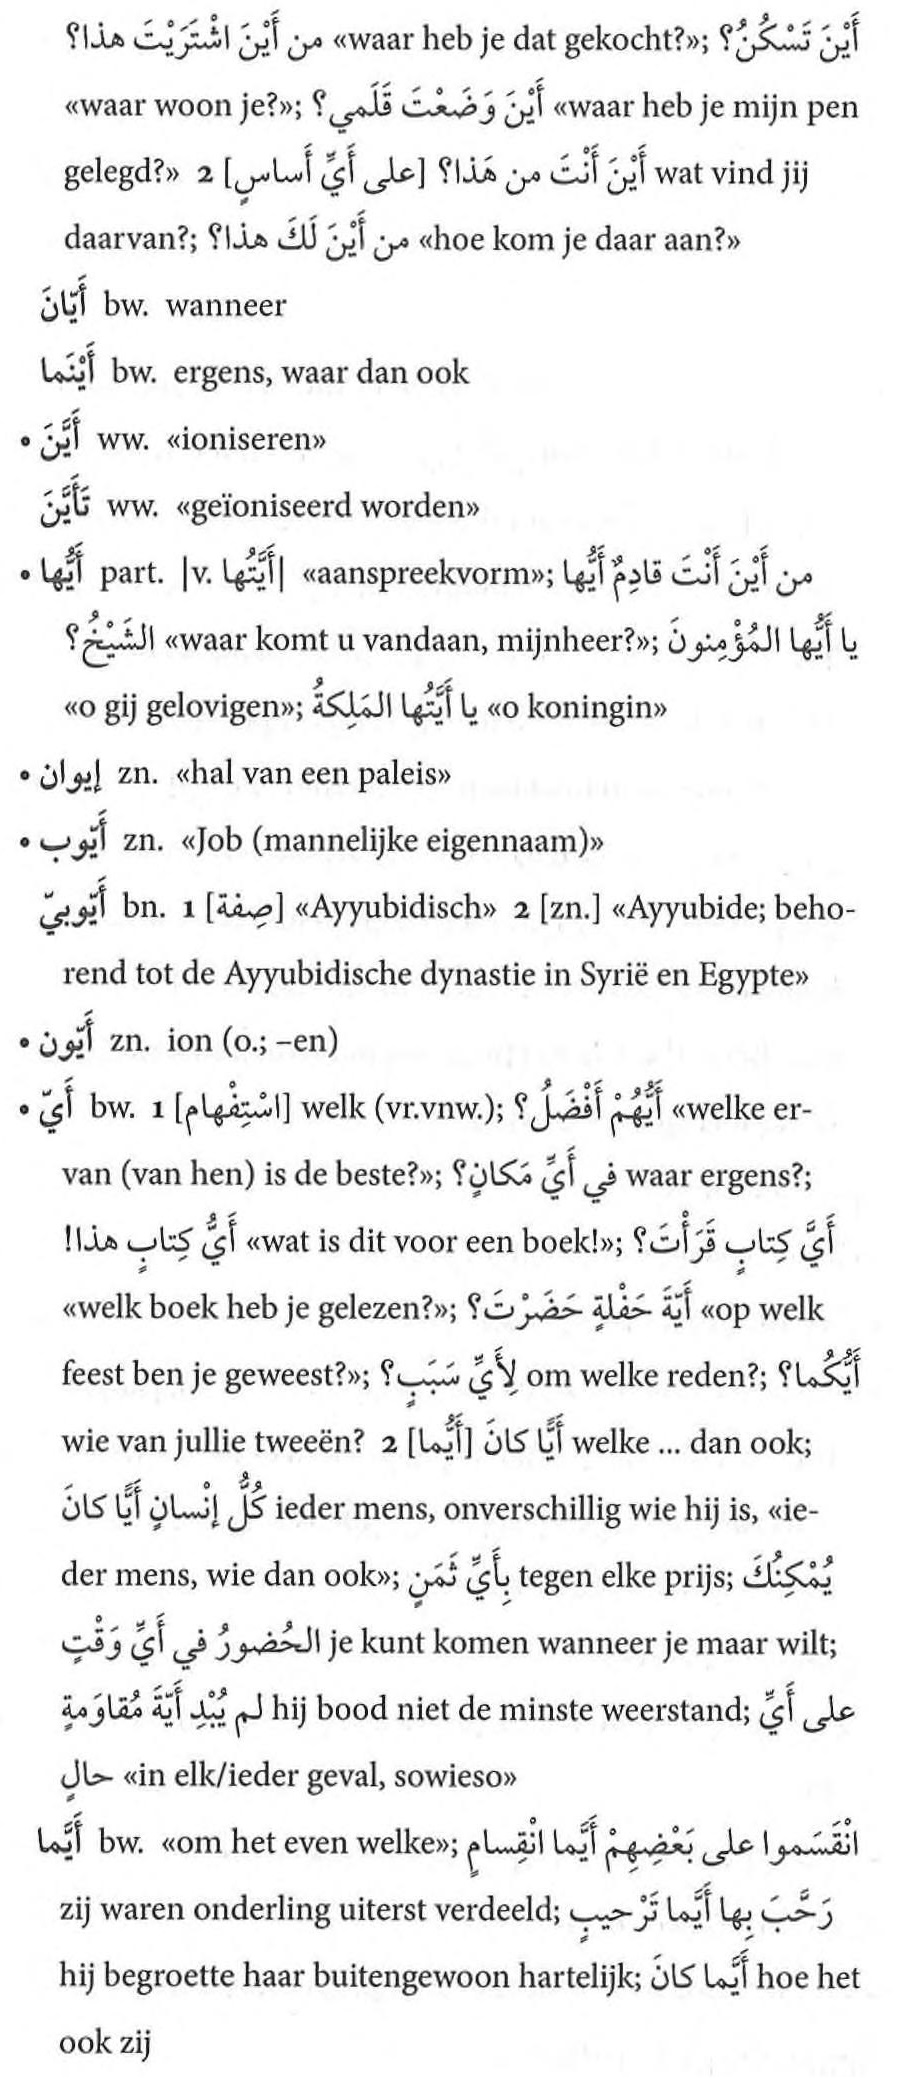 من أَيْنَ اشْتَرَيْتَ هذا؟ «waar heb je dat gekocht?»; أَيْنَ تَسْكُنُ؟
«waar woon je?»; أَيْنَ وَضَعْتَ قَلَمي؟ «waar heb je mijn pen
gelegd?» 2 [على أَيِّ أَساسٍ] أَيْنَ أَنْتَ من هَذا؟ wat vind jij
daarvan?; من أَيْنَ لَكَ هذا؟ «hoe kom je daar aan?»
أَيّانَ bw. wanneer
أَيْنَما bw. ergens, waar dan ook
• أَيَّنَ ww. «ioniseren»
تَأَيَّنَ ww. «geïoniseerd worden»
• أَيُّها part. |v. أَيَّتُها| «aanspreekvorm»; من أَيْنَ أَنْتَ قادِمٌ أَيُّها
الشَيْخُ؟ «waar komt u vandaan, mijnheer?»; يا أَيُّها المُؤْمِنونَ
«o gij gelovigen»; يا أَيَّتُها المَلِكةُ «o koningin»
• إيوان zn. «hal van een paleis»
• أَيّوب zn. «Job (mannelijke eigennaam)»
أَيّوبيّ bn. 1 [صِفة] «Ayyubidisch» 2 [zn.] «Ayyubide; beho-
rend tot de Ayyubidische dynastie in Syrië en Egypte»
• أَيّون zn. ion (o.; –en)
• أَيّ bw. 1 [اسْتِفْهام] welk (vr.vnw.); أَيُّهُمْ أَفْضَلُ؟ «welke er-
van (van hen) is de beste?»; في أَيِّ مَكانٍ؟ waar ergens?;
أَيُّ كِتابٍ هذا! «wat is dit voor een boek!»; أَيَّ كِتابٍ قَرَأْتَ؟
«welk boek heb je gelezen?»; أَيّةَ حَفْلةٍ حَضَرْتَ؟ «op welk
feest ben je geweest?»; لِأَيِّ سَبَبٍ؟ om welke reden?; أَيُّكُما؟
wie van jullie tweeën? 2 [أَيُّما] أَيًّا كانَ welke ... dan ook;
كُلُّ إنْسانٍ أَيًّا كانَ ieder mens, onverschillig wie hij is, «ie-
der mens, wie dan ook»; بِأَيِّ ثَمَنٍ tegen elke prijs; يُمْكِنُكَ
الحُضورُ في أَيِّ وَقْتٍ je kunt komen wanneer je maar wilt;
لم يُبْدِ أَيّةَ مُقاوَمةٍ hij bood niet de minste weerstand; على أَيِّ
حالٍ «in elk/ieder geval, sowieso»
أَيَّما bw. «om het even welke»; انْقَسَموا على بَعْضِهِمْ أَيَّما انْقِسامٍ
zij waren onderling uiterst verdeeld; رَحَّبَ بِها أَيَّما تَرْحيبٍ
hij begroette haar buitengewoon hartelijk; أَيَّما كانَ hoe het
ook zij